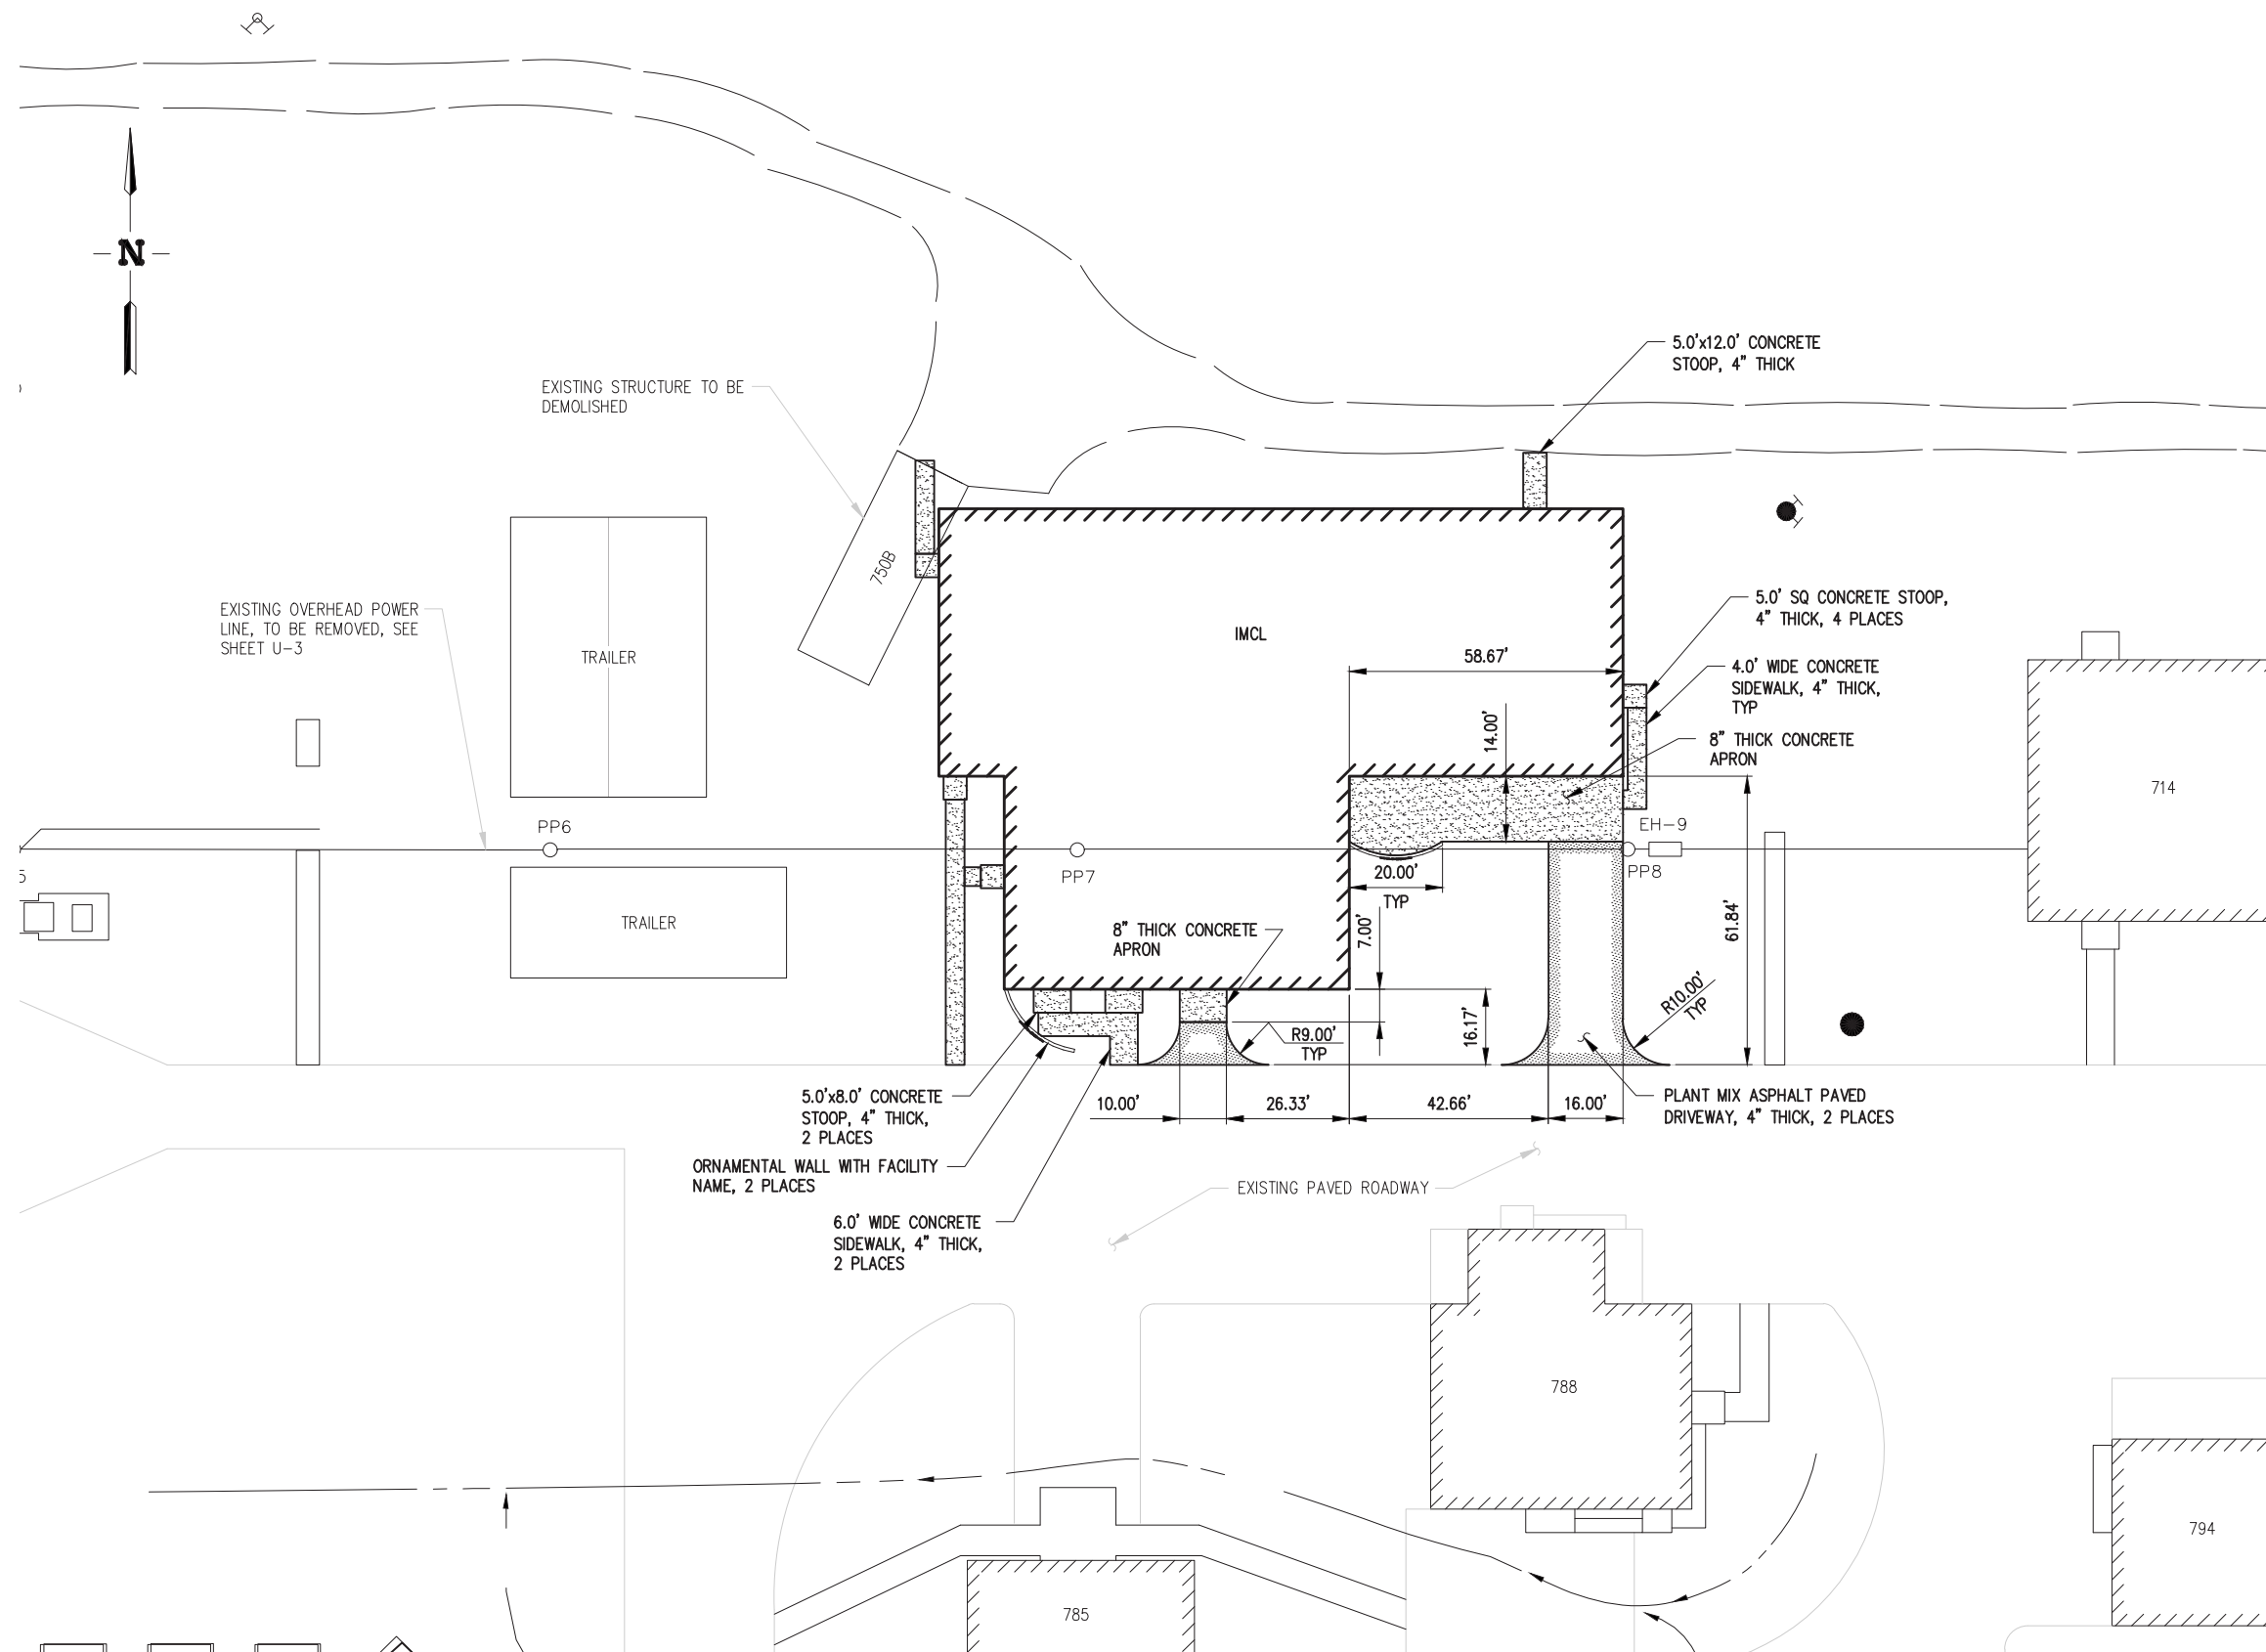 N
5.0'x12.0' CONCRETE
STOOP, 4" THICK
EXISTING STRUCTURE TO BE
DEMOLISHED
750B
EXISTING OVERHEAD POWER
LINE, TO BE REMOVED, SEE
SHEET U-3
TRAILER
IMCL
58.67'
14.00'
5.0' SQ CONCRETE STOOP,
4" THICK, 4 PLACES
4.0' WIDE CONCRETE
SIDEWALK, 4" THICK,
TYP
8" THICK CONCRETE
APRON
714
PP6
PP7
EH-9
PP8
5
TRAILER
20.00'
TYP
7.00'
61.84'
8" THICK CONCRETE
APRON
R10.00'
TYP
16.17'
R9.00'
TYP
10.00'
26.33'
42.66'
16.00'
5.0'x8.0' CONCRETE
STOOP, 4" THICK,
2 PLACES
PLANT MIX ASPHALT PAVED
DRIVEWAY, 4" THICK, 2 PLACES
ORNAMENTAL WALL WITH FACILITY
NAME, 2 PLACES
EXISTING PAVED ROADWAY
6.0' WIDE CONCRETE
SIDEWALK, 4" THICK,
2 PLACES
788
794
785